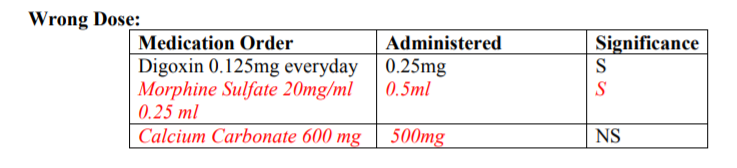 Wrong Dose:
Medication Order Administered Significance
Digoxin 0.125mg everyday 0.25mg S
Morphine Sulfate 20mg/ml 0.5ml S
0.25 ml
Calcium Carbonate 600 mg 500mg NS